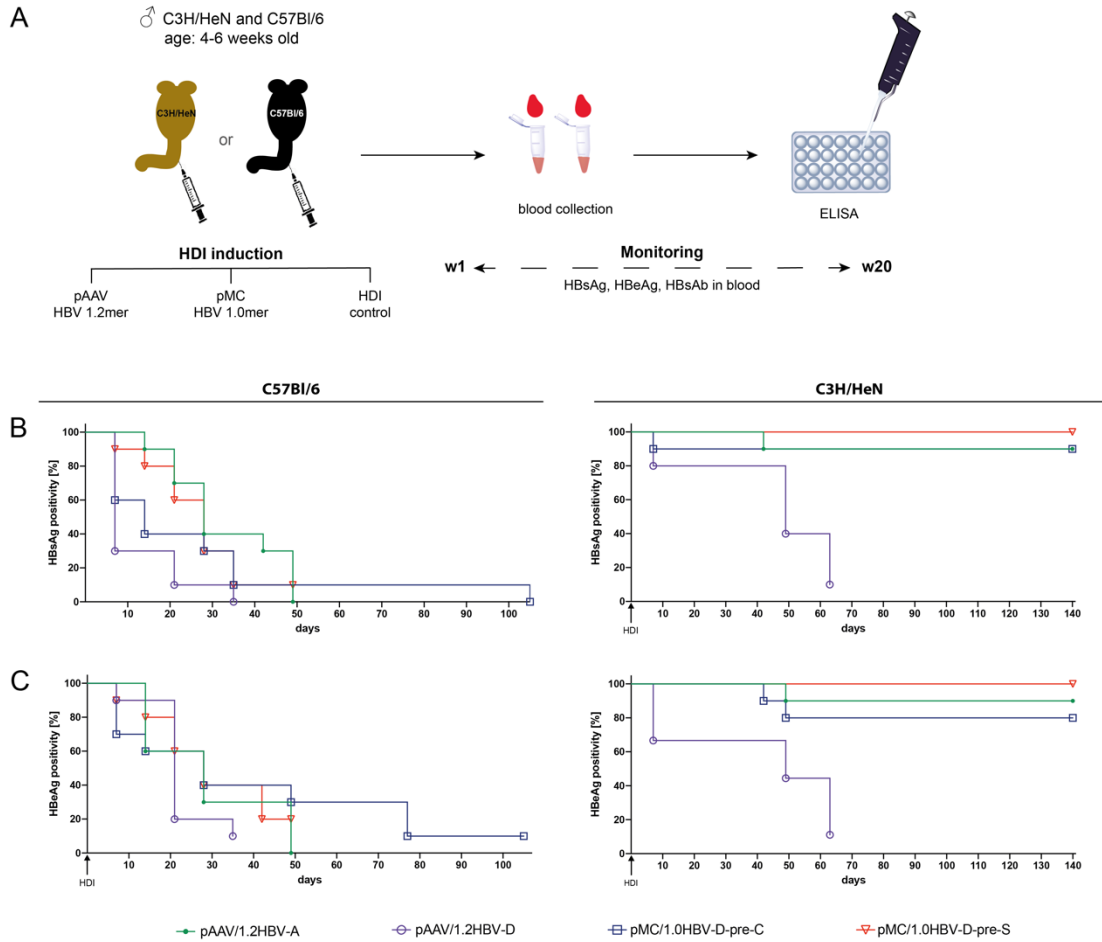 A
♂ C3H/HeN and C57Bl/6
age: 4-6 weeks old
C3H/HeN
or
C57Bl/6
blood collection
ELISA
HDI induction
pAAV
HBV 1.2mer
pMC
HBV 1.0mer
HDI
control
w1
Monitoring
w20
HBsAg, HBeAg, HBsAb in blood
C57Bl/6
C3H/HeN
B
HBsAg positivity [%]
100
80
60
40
20
0
10 20 30 40 50 60 70 80 90 100
days
HBsAg positivity [%]
100
80
60
40
20
0
10 20 30 40 50 60 70 80 90 100 110 120 130 140
HDI
days
C
HBeAg positivity [%]
100
80
60
40
20
0
10 20 30 40 50 60 70 80 90 100
HDI
days
HBeAg positivity [%]
100
80
60
40
20
0
10 20 30 40 50 60 70 80 90 100 110 120 130 140
HDI
days
pAAV/1.2HBV-A
pAAV/1.2HBV-D
pMC/1.0HBV-D-pre-C
pMC/1.0HBV-D-pre-S